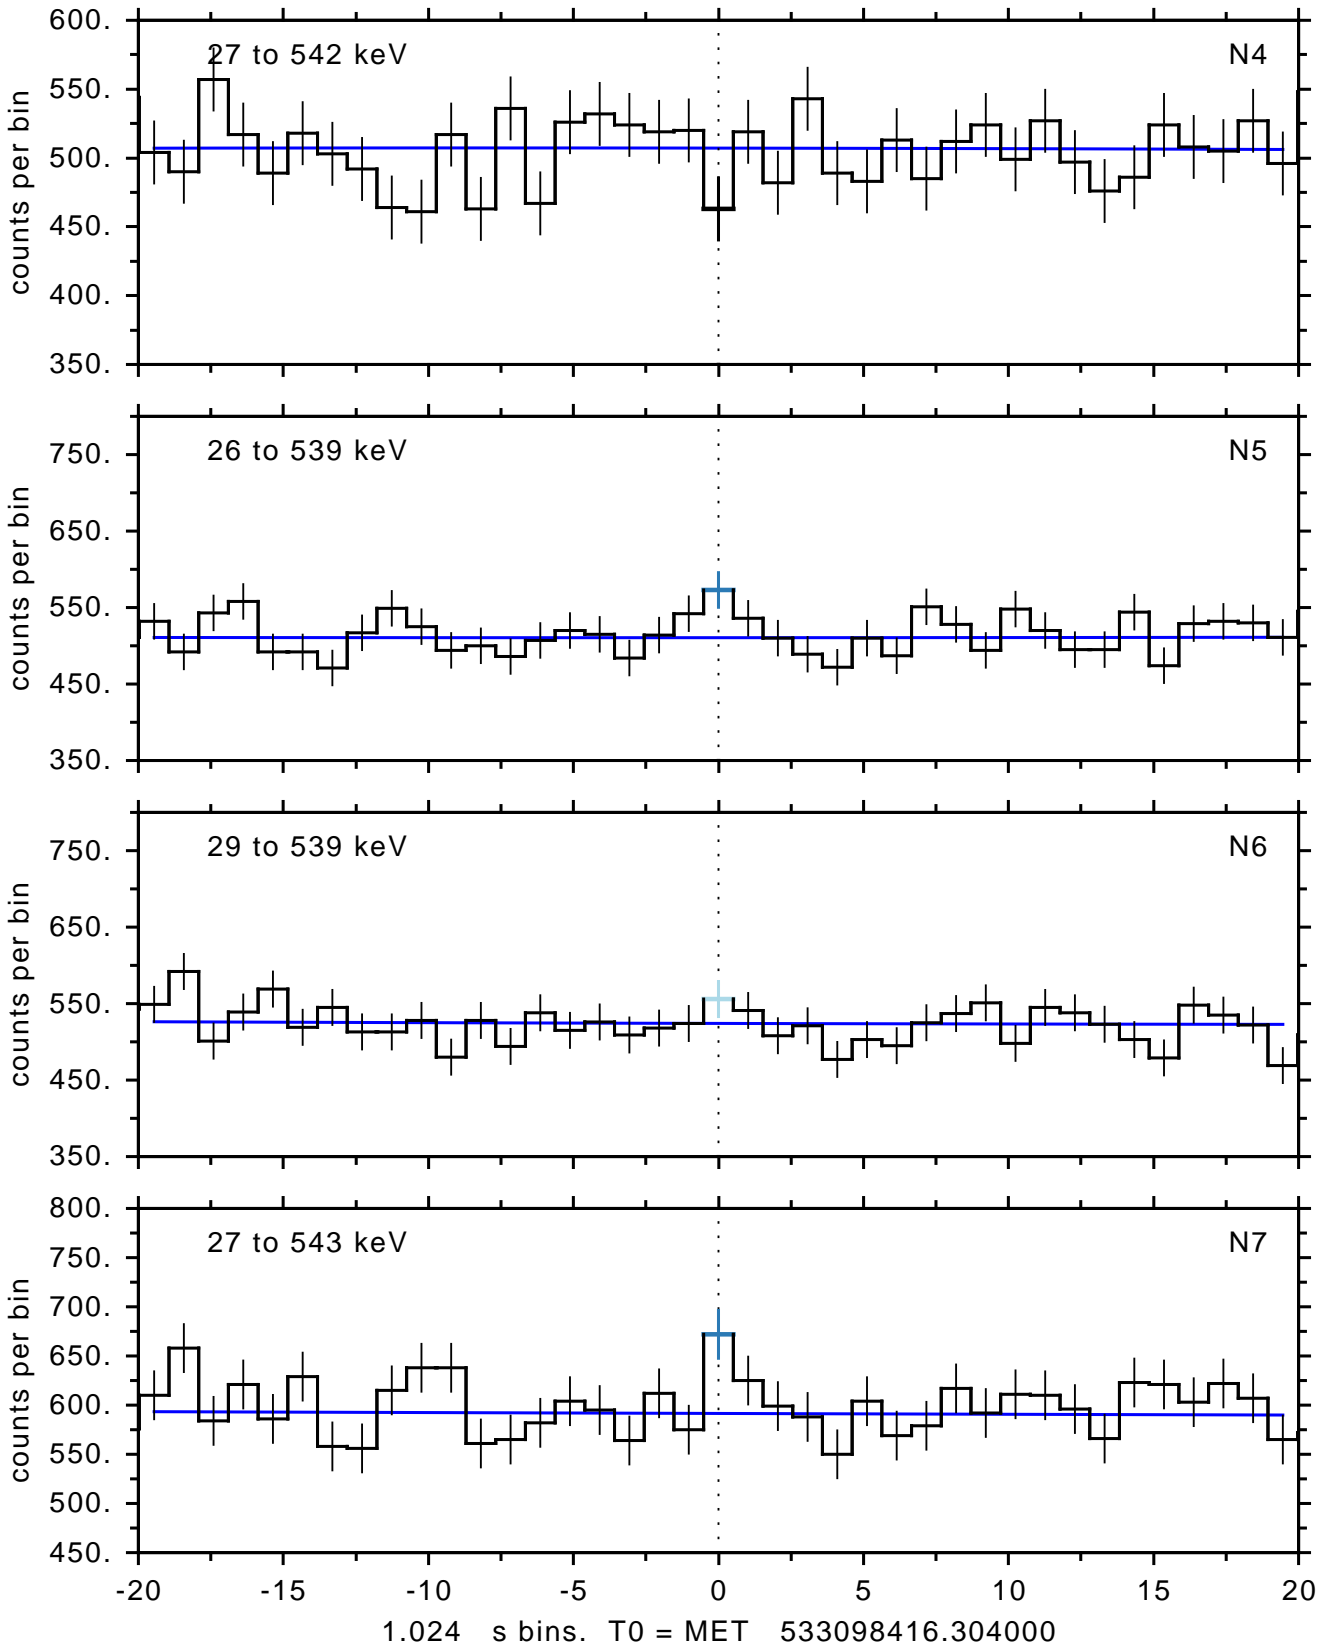 600.
27 to 542 keV N4
550.
500.
450.
400.
350.
counts per bin
750.
26 to 539 keV N5
650.
550.
450.
350.
counts per bin
750.
29 to 539 keV N6
650.
550.
450.
350.
counts per bin
800.
27 to 543 keV N7
750.
700.
650.
600.
550.
500.
450.
counts per bin
-20 -15 -10 -5 0 5 10 15 20
1.024 s bins. T0 = MET 533098416.304000